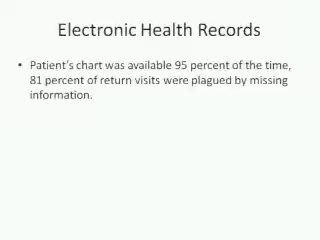 Electronic Health Records
• Patient's chart was available 95 percent of the time,
81 percent of return visits were plagued by missing
information.